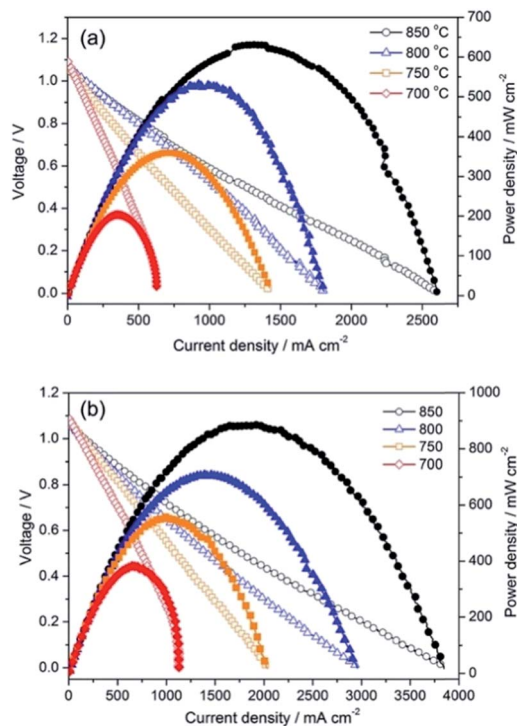 (a)
850 °C
800 °C
750 °C
700 °C
Voltage / V
1.2
1.0
0.8
0.6
0.4
0.2
0.0
Power density / mW cm-2
700
600
500
400
300
200
100
0
0 500 1000 1500 2000 2500
Current density / mA cm-2
(b)
850
800
750
700
Voltage / V
1.2
1.0
0.8
0.6
0.4
0.2
0.0
Power density / mW cm-2
1000
800
600
400
200
0
0 500 1000 1500 2000 2500 3000 3500 4000
Current density / mA cm-2